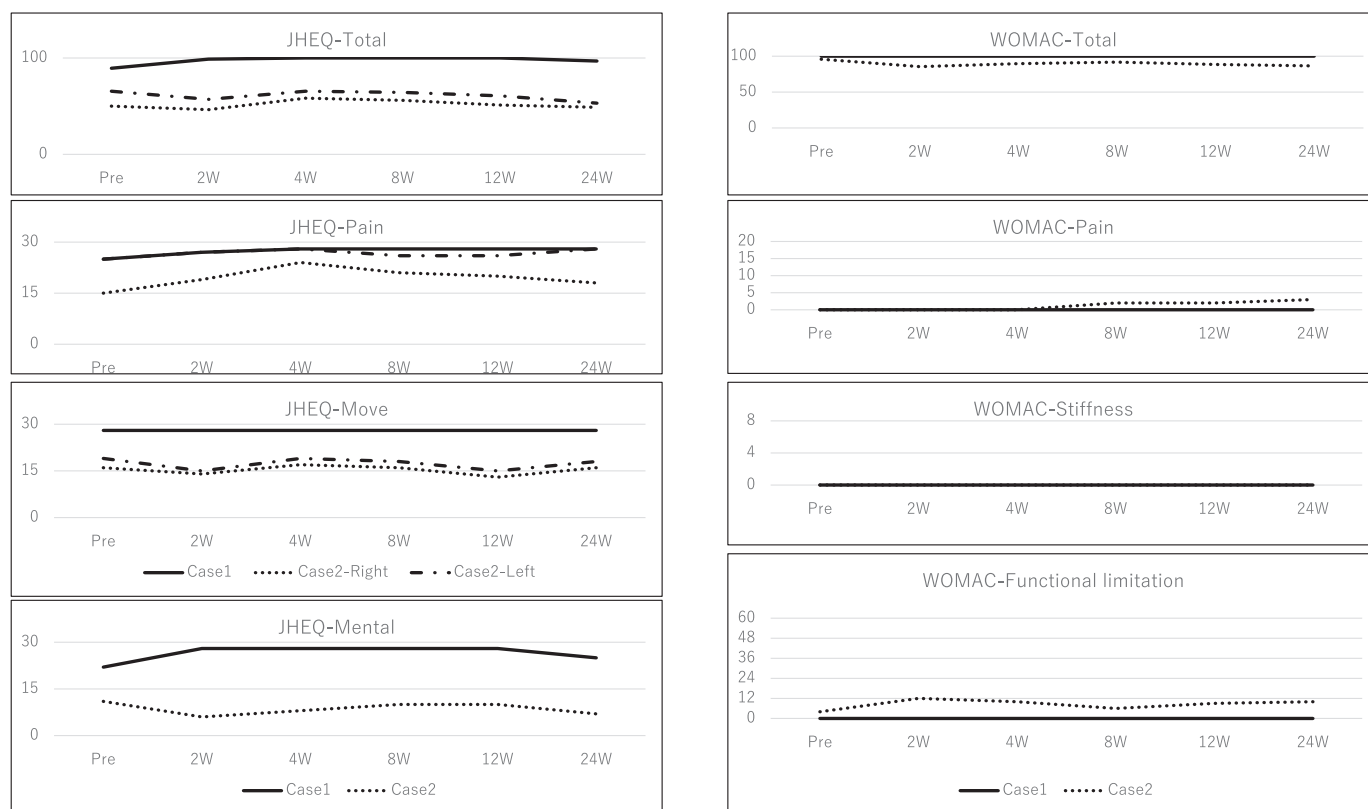 JHEQ-Total
100
0
Pre 2W 4W 8W 12W 24W
JHEQ-Pain
30
15
0
Pre 2W 4W 8W 12W 24W
JHEQ-Move
30
15
0
Pre 2W 4W 8W 12W 24W
Case1 Case2-Right Case2-Left
JHEQ-Mental
30
15
0
Pre 2W 4W 8W 12W 24W
Case1 Case2
WOMAC-Total
100
50
0
Pre 2W 4W 8W 12W 24W
WOMAC-Pain
20
15
10
5
0
Pre 2W 4W 8W 12W 24W
WOMAC-Stiffness
8
4
0
Pre 2W 4W 8W 12W 24W
WOMAC-Functional limitation
60
48
36
24
12
0
Pre 2W 4W 8W 12W 24W
Case1 Case2